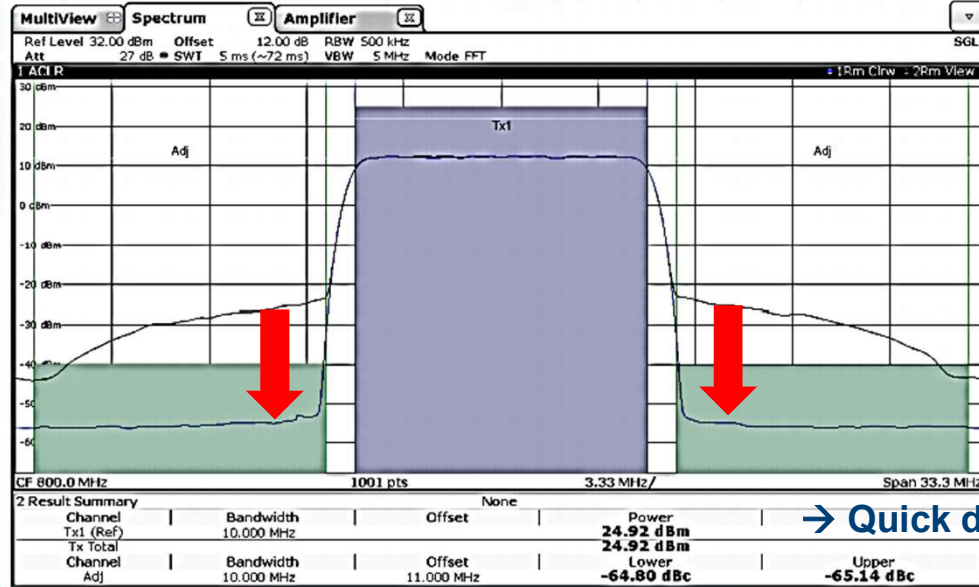 MultiView Spectrum Amplifier
Ref Level 32.00 dBm Offset 12.00 dB RBW 500 kHz SGL
Att 27 dB SWT 5 ms (~72 ms) VBW 5 MHz Mode FFT
1 ACLR 1Rm Clrw 2Rm View
30 dBm
20 dBm
Tx1
Adj Adj
10 dBm
0 dBm
-10 dBm
-20 dBm
-30 dBm
-40
-50
-60
CF 800.0 MHz 1001 pts 3.33 MHz/ Span 33.3 MHz
2 Result Summary None
Channel Bandwidth Offset Power
Tx1 (Ref) 10.000 MHz 24.92 dBm
→ Quick d
Tx Total 24.92 dBm
Channel Bandwidth Offset Lower Upper
Adj 10.000 MHz 11.000 MHz -64.80 dBc -65.14 dBc